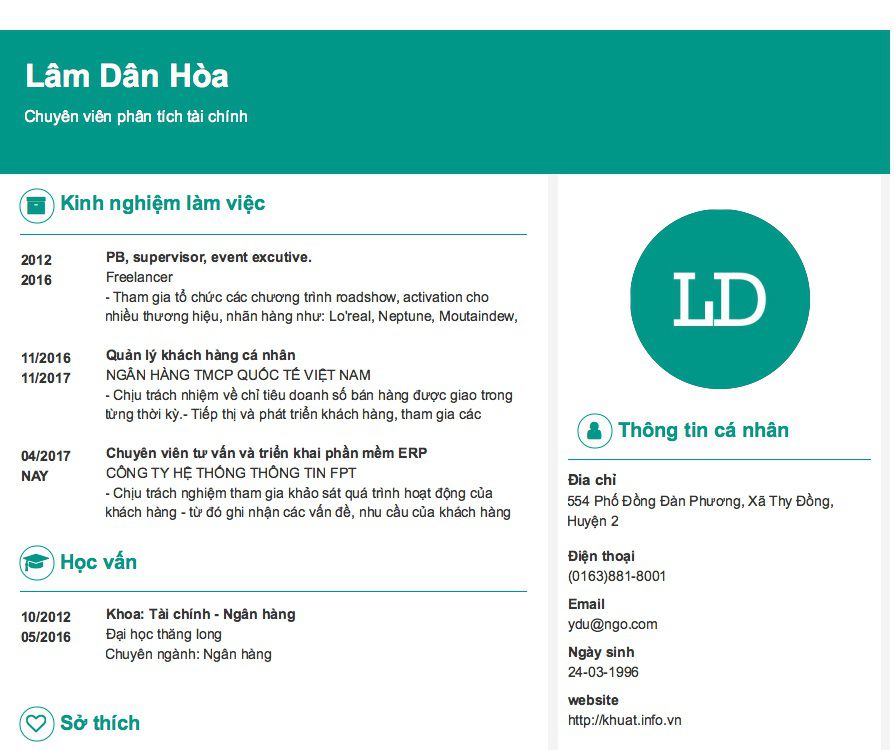 Lâm Dân Hòa
Chuyên viên phân tích tài chính
Kinh nghiệm làm việc
2012
2016
PB, supervisor, event excutive.
Freelancer
- Tham gia tổ chức các chương trình roadshow, activation cho
nhiều thương hiệu, nhãn hàng như: Lo'real, Neptune, Moutaindew,
11/2016
11/2017
Quản lý khách hàng cá nhân
NGÂN HÀNG TMCP QUỐC TẾ VIỆT NAM
- Chịu trách nhiệm về chỉ tiêu doanh số bán hàng được giao trong
từng thời kỳ.- Tiếp thị và phát triển khách hàng, tham gia các
04/2017
NAY
Chuyên viên tư vấn và triển khai phần mềm ERP
CÔNG TY HỆ THỐNG THÔNG TIN FPT
- Chịu trách nghiệm tham gia khảo sát quá trình hoạt động của
khách hàng - từ đó ghi nhận các vấn đề, nhu cầu của khách hàng
Học vấn
10/2012
05/2016
Khoa: Tài chính - Ngân hàng
Đại học thăng long
Chuyên ngành: Ngân hàng
Sở thích
LD
Thông tin cá nhân
Địa chỉ
554 Phố Đồng Đàn Phương, Xã Thy Đồng,
Huyện 2
Điện thoại
(0163)881-8001
Email
ydu@ngo.com
Ngày sinh
24-03-1996
website
http://khuat.info.vn